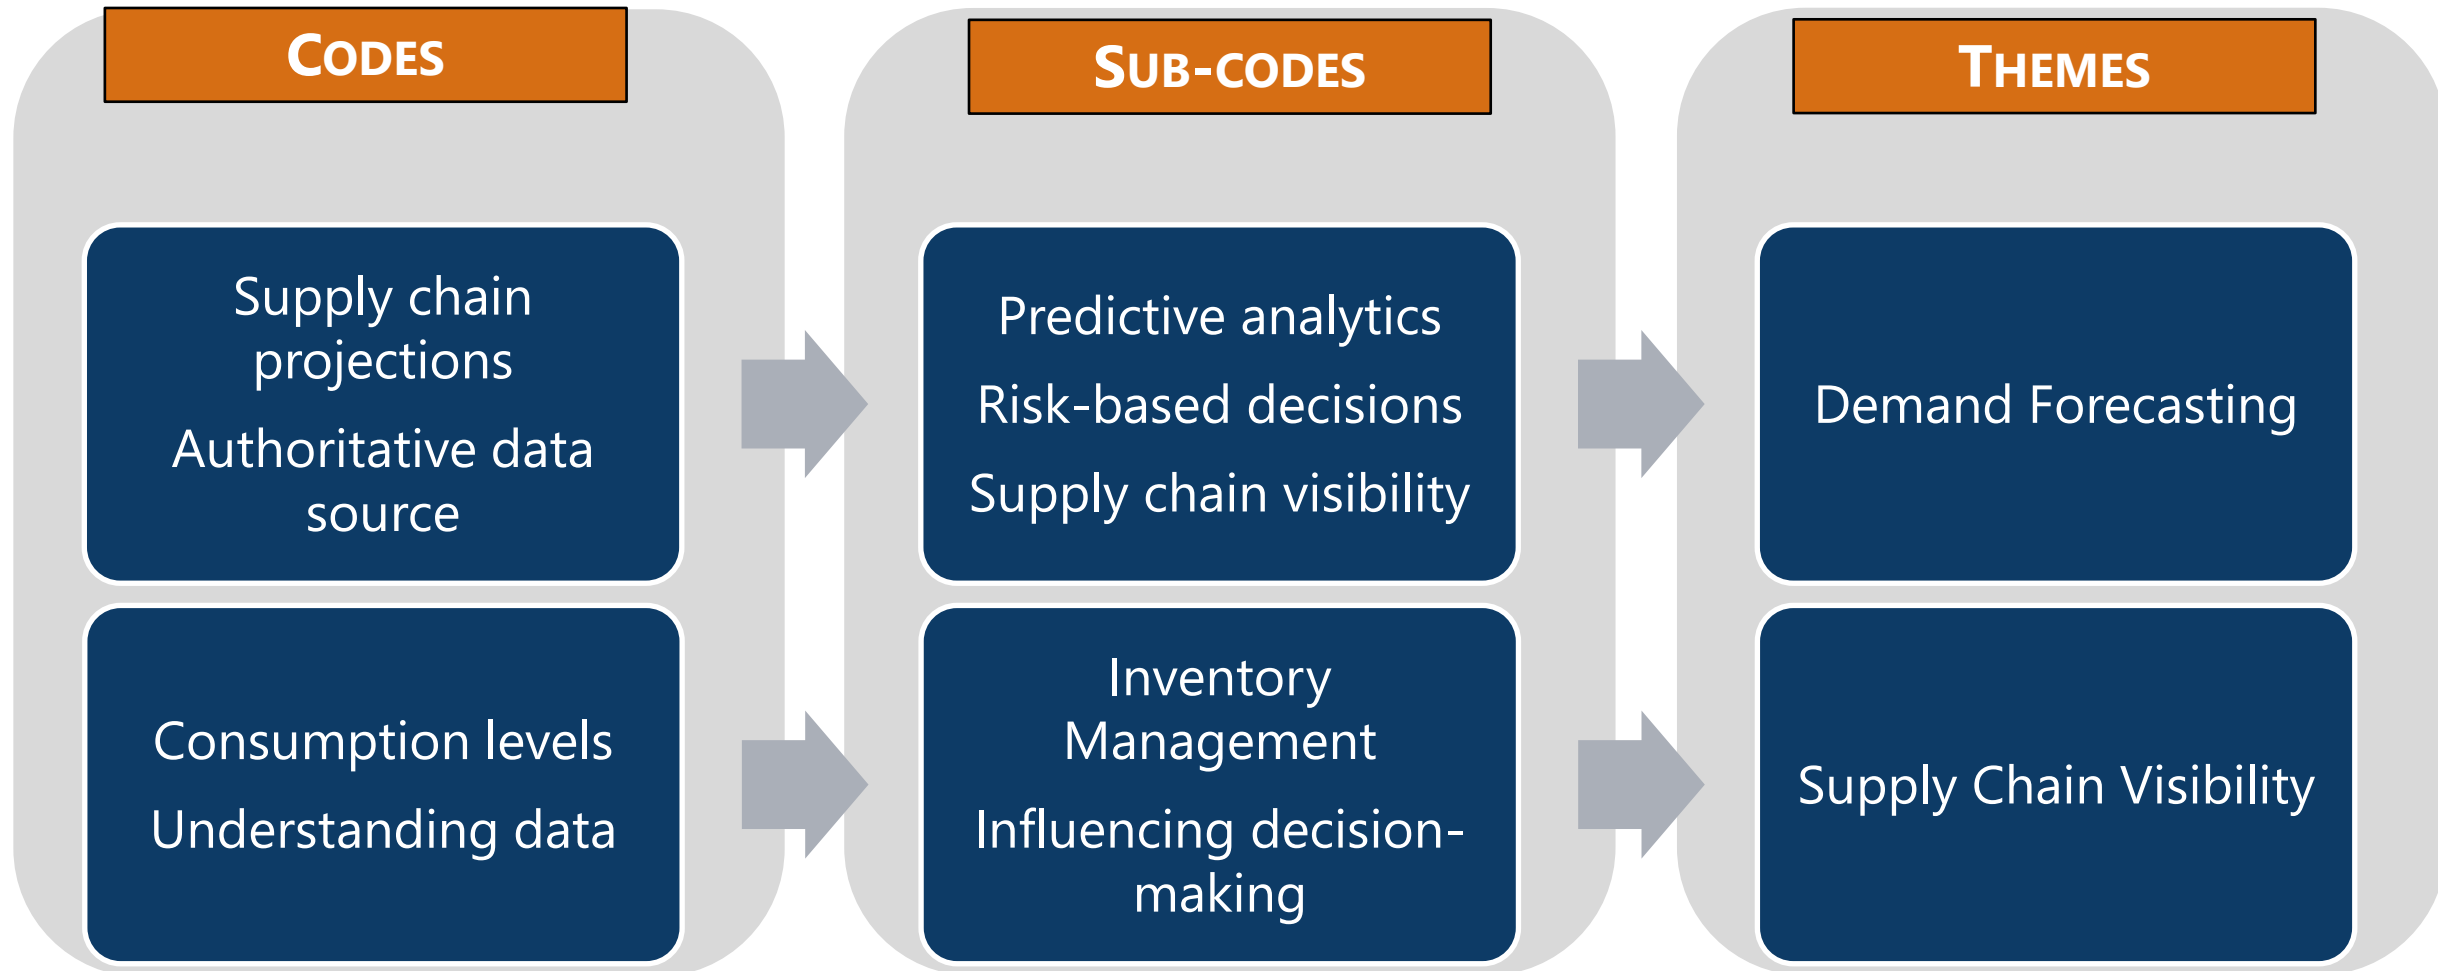 CODES
SUB-CODES
THEMES
Supply chain
projections
Authoritative data
source
Predictive analytics
Risk-based decisions
Supply chain visibility
Demand Forecasting
Consumption levels
Understanding data
Inventory
Management
Influencing decision-
making
Supply Chain Visibility